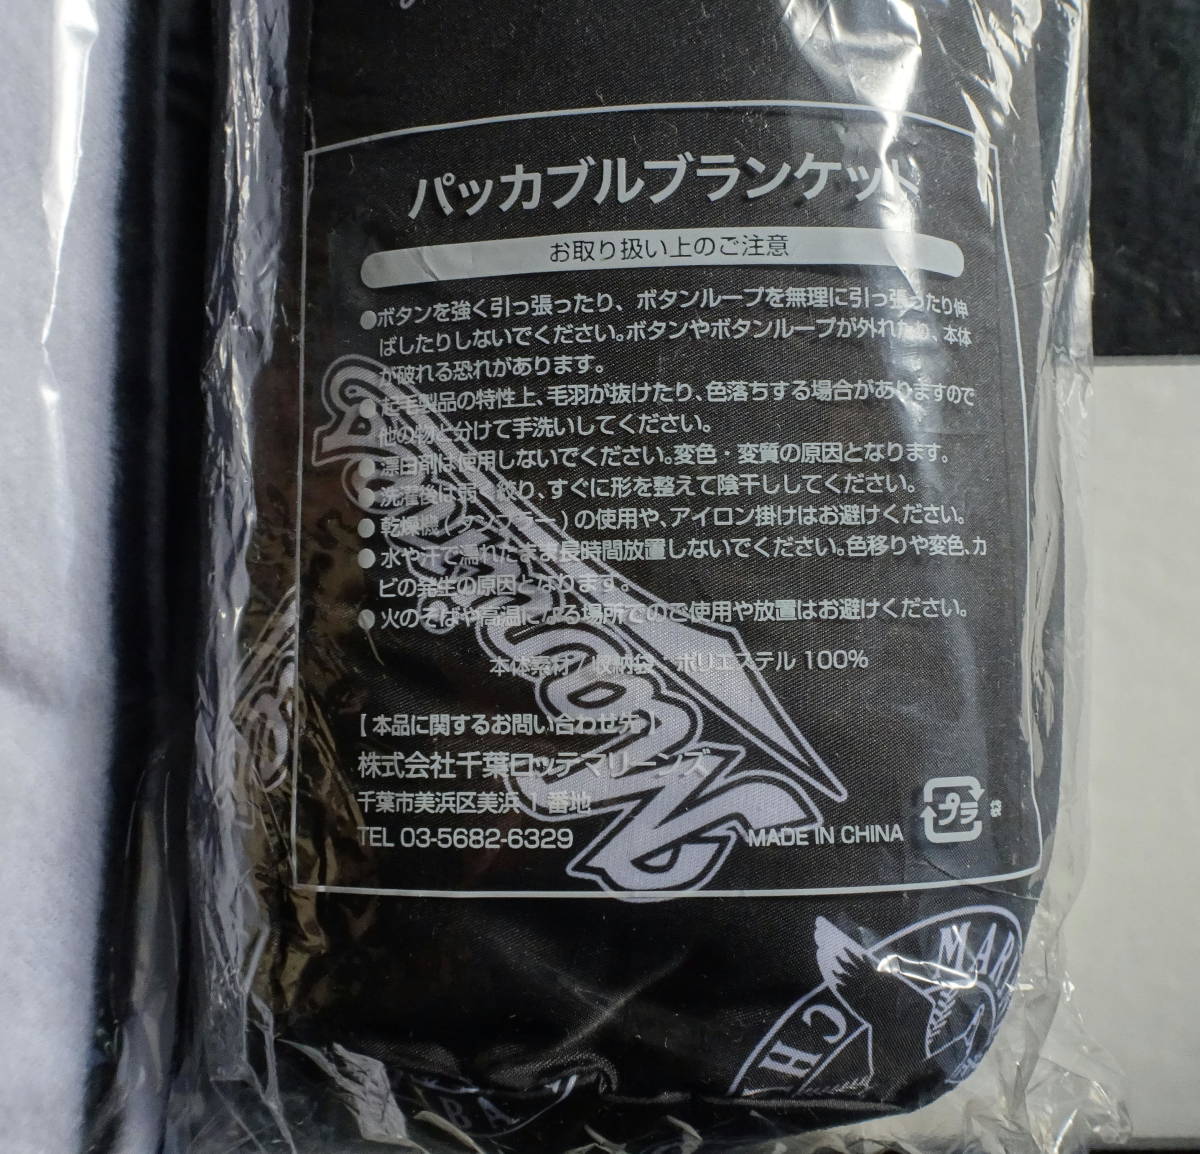 パッカブルブランケット
お取り扱い上のご注意
●ボタンを強く引っ張ったり、ボタンループを無理に引っ張ったり伸
ばしたりしないでください。ボタンやボタンループが外れたり、本体
が破れる恐れがあります。
●起毛製品の特性上、毛羽が抜けたり、色落ちする場合がありますので
他の物と分けて手洗いしてください。
●漂白剤は使用しないでください。変色・変質の原因となります。
●洗濯後は弱く絞り、すぐに形を整えて陰干ししてください。
●乾燥機(タンブラー)の使用や、アイロン掛けはお避けください。
●水や汗で濡れたまま長時間放置しないでください。色移りや変色、カ
ビの発生の原因となります。
●火のそばや高温になる場所でのご使用や放置はお避けください。
本体素材/収納袋 ポリエステル 100%
【本品に関するお問い合わせ先】
株式会社千葉ロッテマリーンズ
千葉市美浜区美浜1番地
TEL 03-5682-6329
MADE IN CHINA
プラ
袋
Marines
MAR
CH
BA